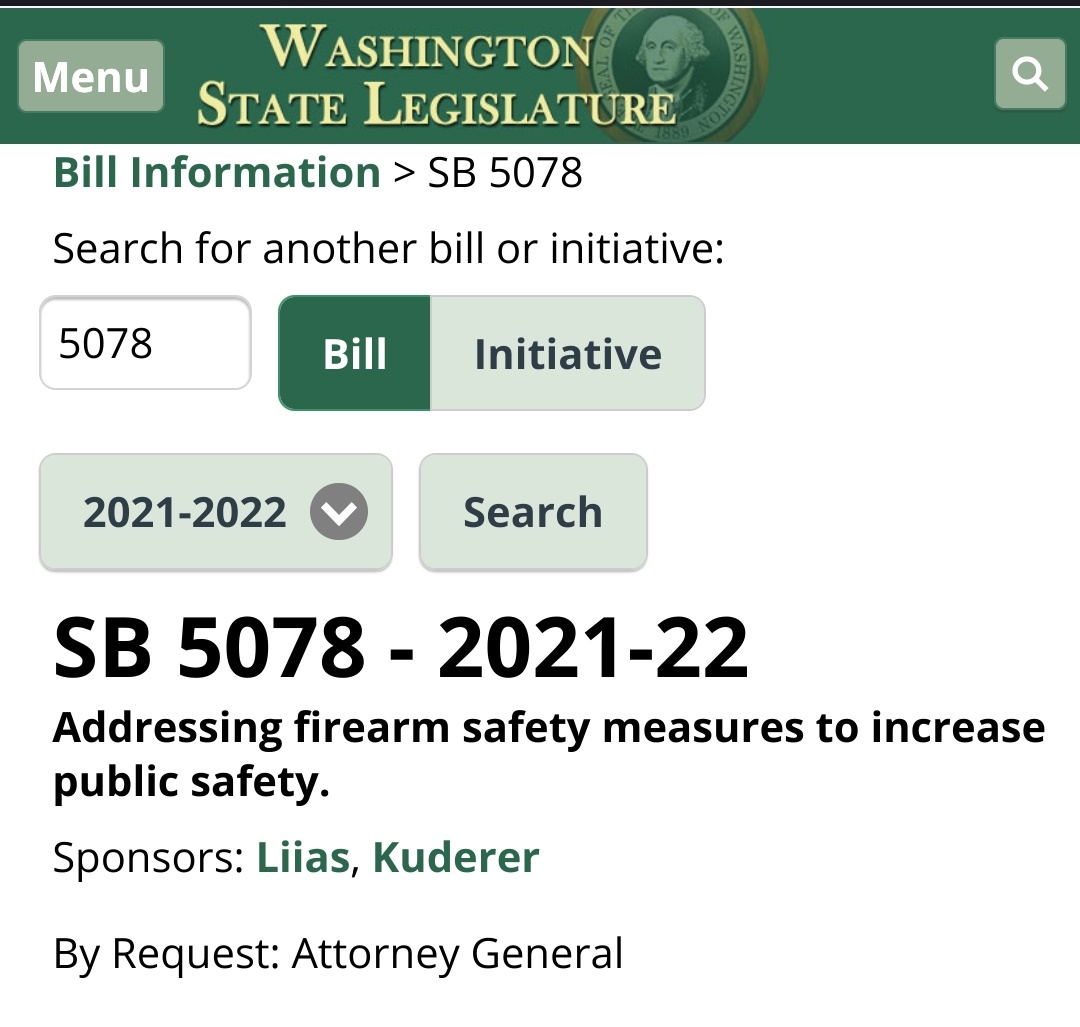 Menu
WASHINGTON
STATE LEGISLATURE
SEAL OF THE
OF WASHINGTON
1889
Bill Information > SB 5078
Search for another bill or initiative:
5078
Bill Initiative
2021-2022 Search
SB 5078 - 2021-22
Addressing firearm safety measures to increase
public safety.
Sponsors: Liias, Kuderer
By Request: Attorney General